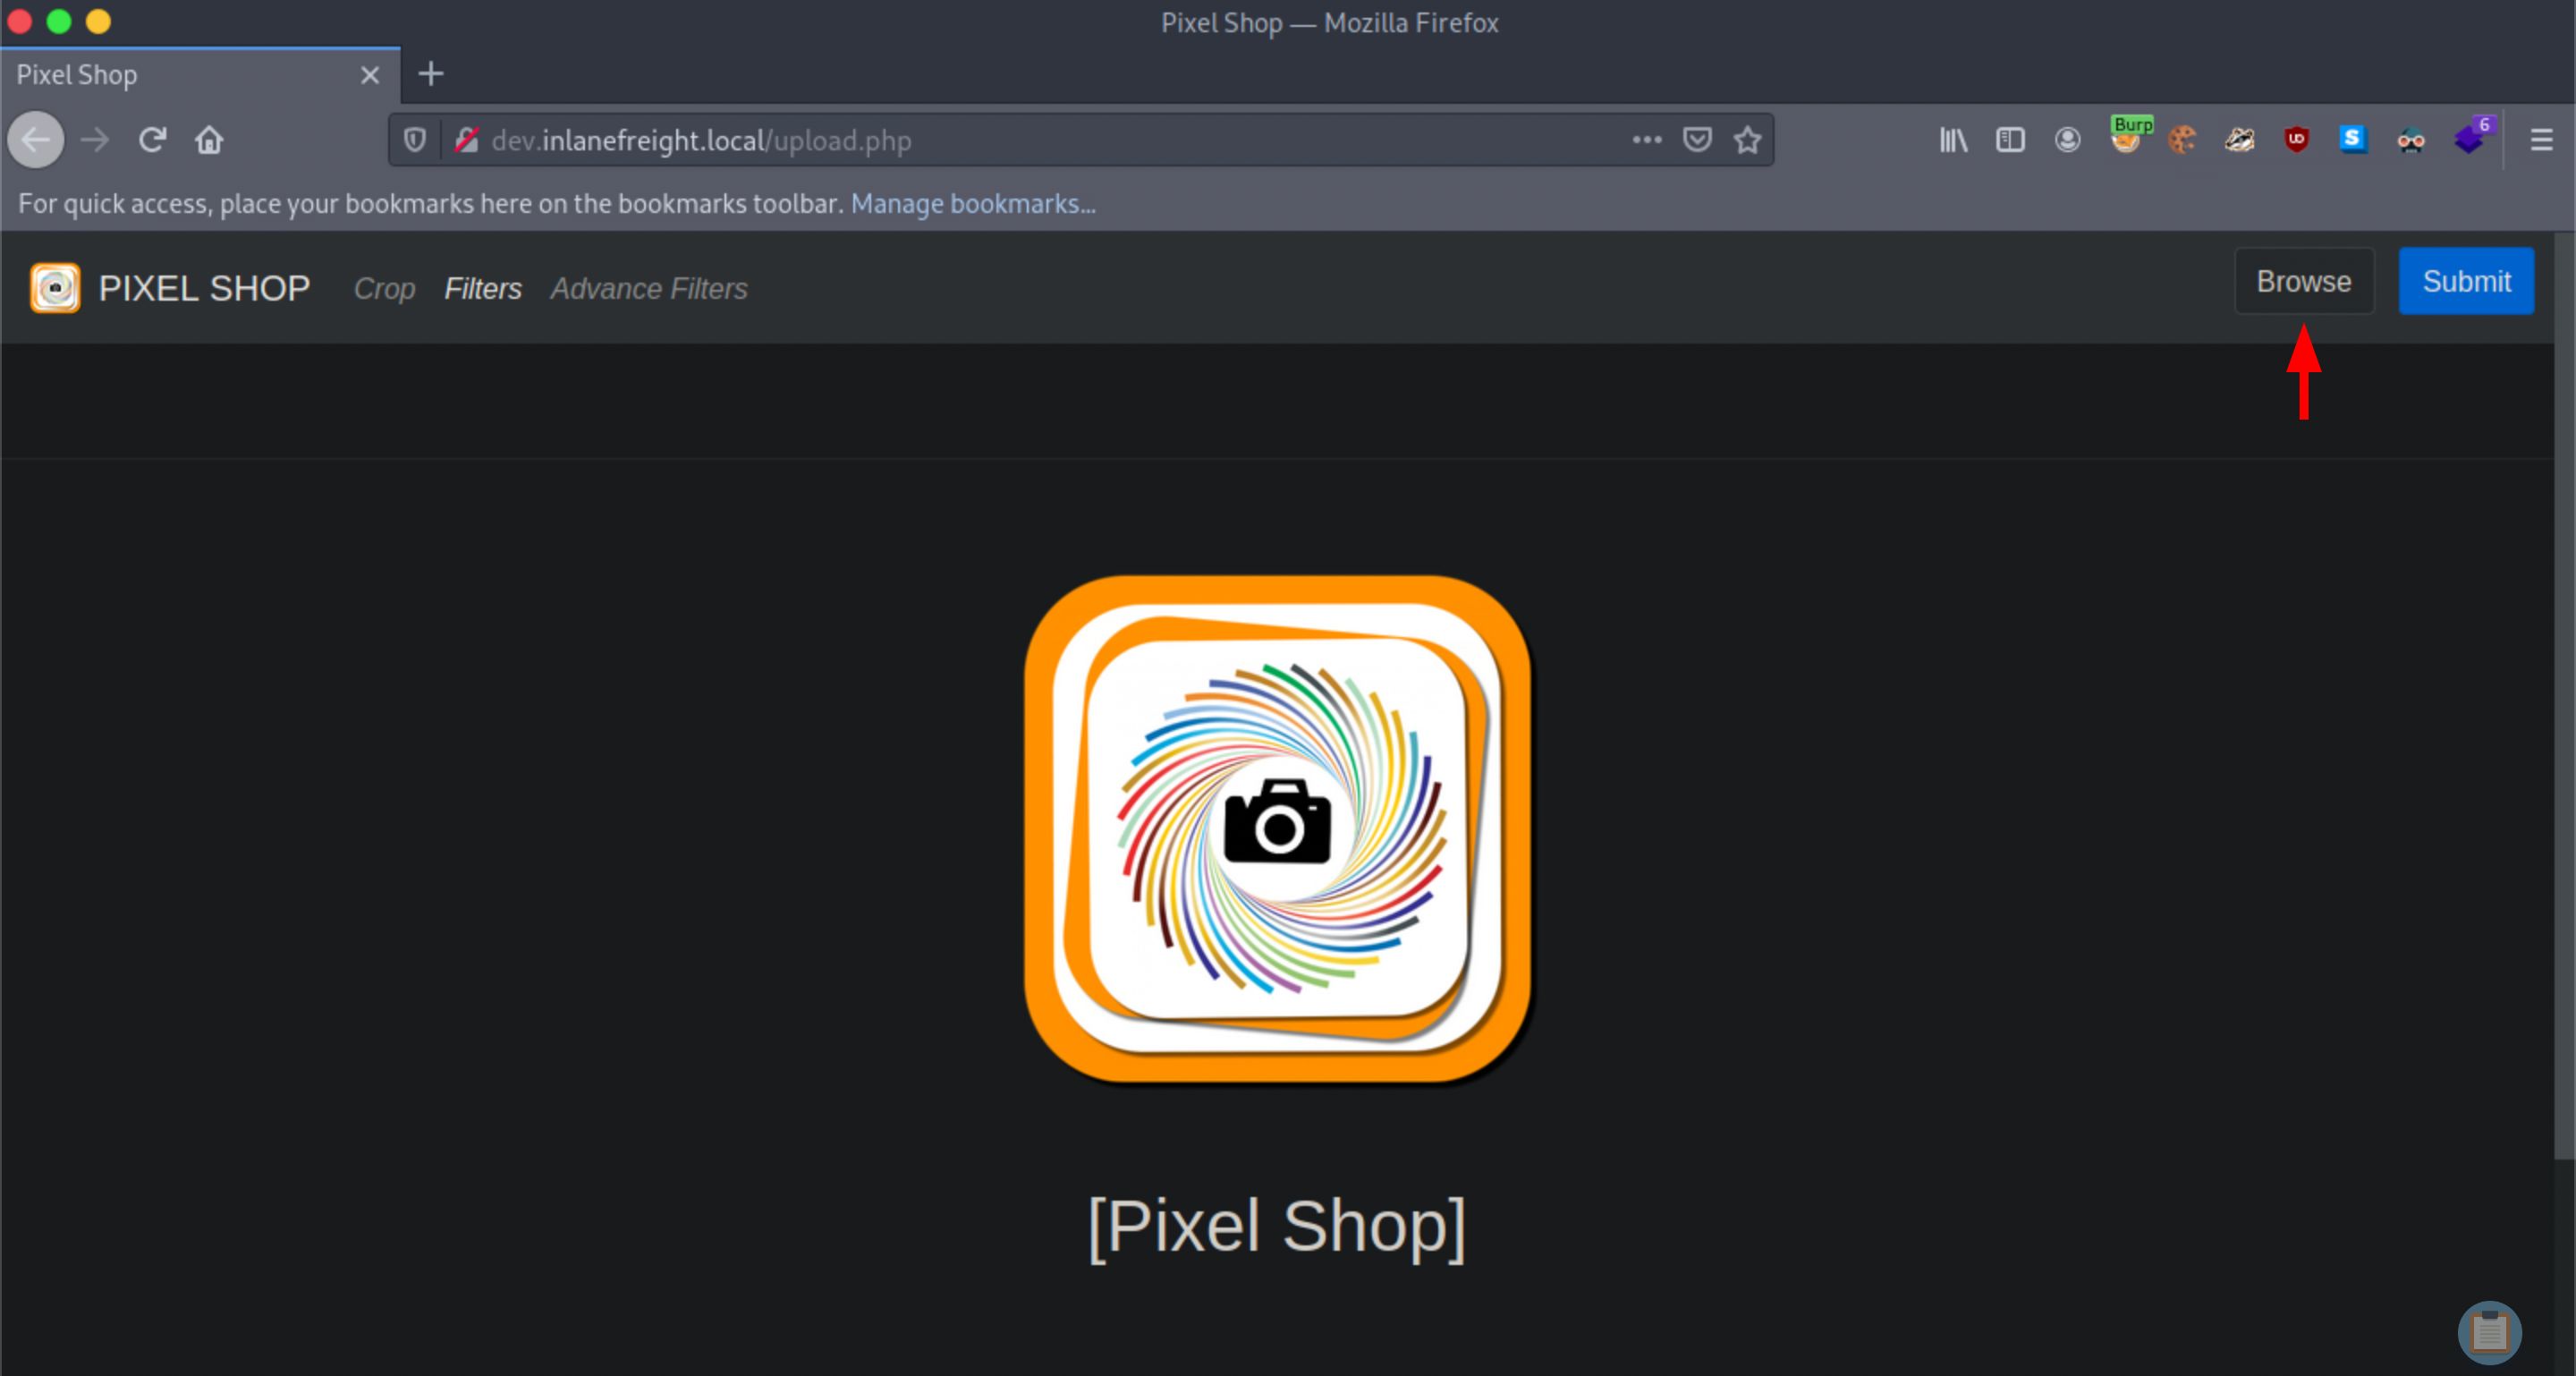 Pixel Shop — Mozilla Firefox
Pixel Shop
dev.inlanefreight.local/upload.php
Burp
6
For quick access, place your bookmarks here on the bookmarks toolbar. Manage bookmarks...
PIXEL SHOP Crop Filters Advance Filters Browse Submit
[Pixel Shop]